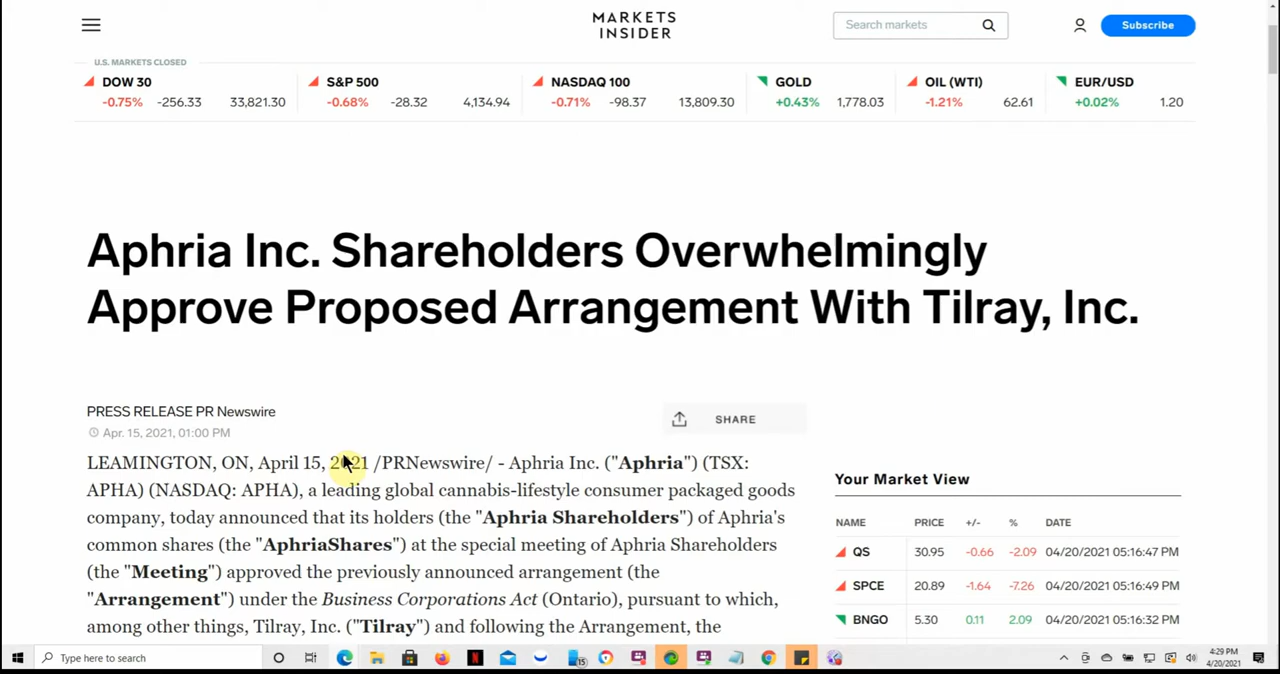 MARKETS
INSIDER
Search markets
Subscribe
U.S. MARKETS CLOSED
DOW 30
-0.75% -256.33 33,821.30
S&P 500
-0.68% -28.32 4,134.94
NASDAQ 100
-0.71% -98.37 13,809.30
GOLD
+0.43% 1,778.03
OIL (WTI)
-1.21% 62.61
EUR/USD
+0.02% 1.20
Aphria Inc. Shareholders Overwhelmingly
Approve Proposed Arrangement With Tilray, Inc.
PRESS RELEASE PR Newswire
Apr. 15, 2021, 01:00 PM
SHARE
LEAMINGTON, ON, April 15, 2021 /PRNewswire/ - Aphria Inc. ("Aphria") (TSX:
APHA) (NASDAQ: APHA), a leading global cannabis-lifestyle consumer packaged goods
company, today announced that its holders (the "Aphria Shareholders") of Aphria's
common shares (the "AphriaShares") at the special meeting of Aphria Shareholders
(the "Meeting") approved the previously announced arrangement (the
"Arrangement") under the Business Corporations Act (Ontario), pursuant to which,
among other things, Tilray, Inc. ("Tilray") and following the Arrangement, the
Your Market View
NAME PRICE +/- % DATE
QS 30.95 -0.66 -2.09 04/20/2021 05:16:47 PM
SPCE 20.89 -1.64 -7.26 04/20/2021 05:16:49 PM
BNGO 5.30 0.11 2.09 04/20/2021 05:16:32 PM
Type here to search
15
4:29 PM
4/20/2021